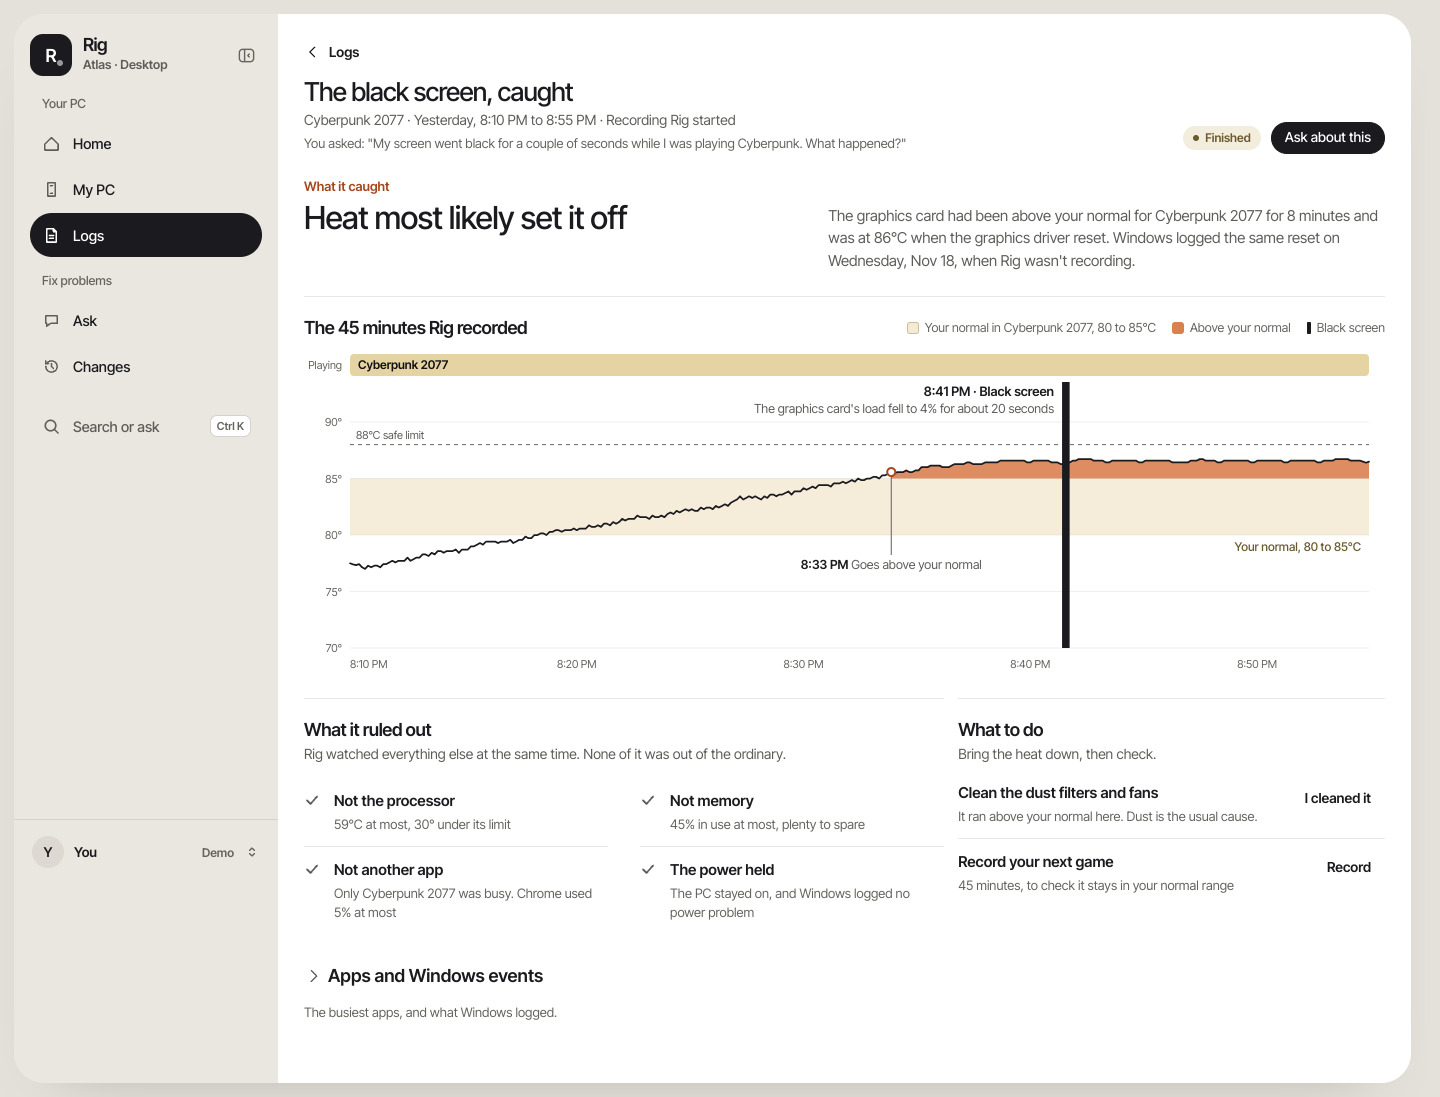 R
Rig
Atlas · Desktop
Your PC
Home
My PC
Logs
Fix problems
Ask
Changes
Search or ask
Ctrl K
Y
You
Demo
Logs
The black screen, caught
Cyberpunk 2077 · Yesterday, 8:10 PM to 8:55 PM · Recording Rig started
You asked: "My screen went black for a couple of seconds while I was playing Cyberpunk. What happened?"
Finished
Ask about this
What it caught
Heat most likely set it off
The graphics card had been above your normal for Cyberpunk 2077 for 8 minutes and
was at 86°C when the graphics driver reset. Windows logged the same reset on
Wednesday, Nov 18, when Rig wasn't recording.
The 45 minutes Rig recorded
Your normal in Cyberpunk 2077, 80 to 85°C
Above your normal
Black screen
Playing
Cyberpunk 2077
8:41 PM · Black screen
The graphics card's load fell to 4% for about 20 seconds
90°
88°C safe limit
85°
80°
Your normal, 80 to 85°C
8:33 PM Goes above your normal
75°
70°
8:10 PM
8:20 PM
8:30 PM
8:40 PM
8:50 PM
What it ruled out
Rig watched everything else at the same time. None of it was out of the ordinary.
Not the processor
59°C at most, 30° under its limit
Not memory
45% in use at most, plenty to spare
Not another app
Only Cyberpunk 2077 was busy. Chrome used
5% at most
The power held
The PC stayed on, and Windows logged no
power problem
What to do
Bring the heat down, then check.
Clean the dust filters and fans
It ran above your normal here. Dust is the usual cause.
I cleaned it
Record your next game
45 minutes, to check it stays in your normal range
Record
Apps and Windows events
The busiest apps, and what Windows logged.